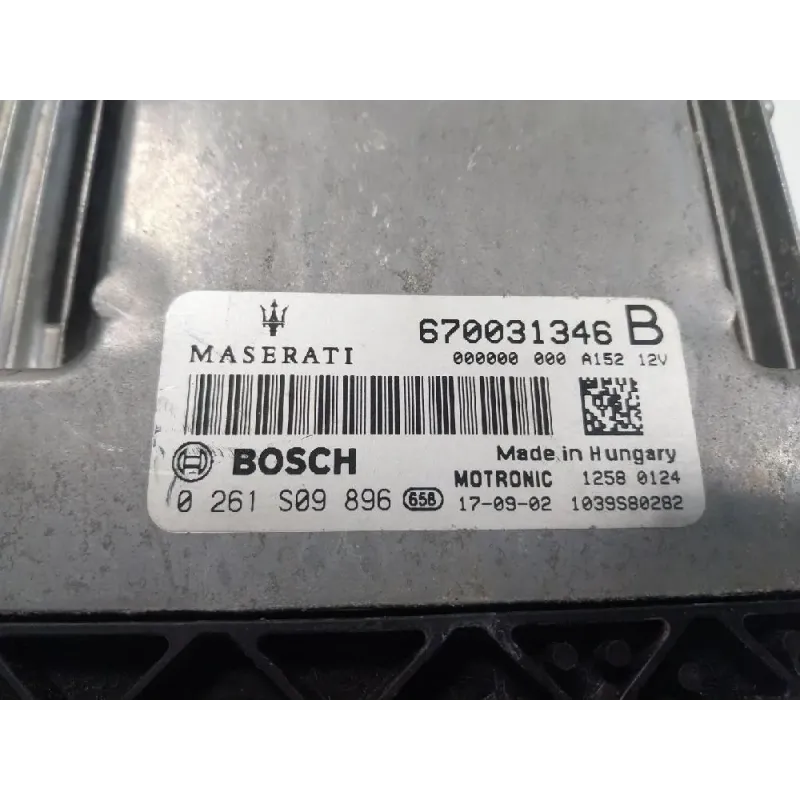 MASERATI
670031346 B
000000 000 A152 12V
BOSCH
Made in Hungary
MOTRONIC 1258 0124
0 261 S09 896 658 17-09-02 1039S80282